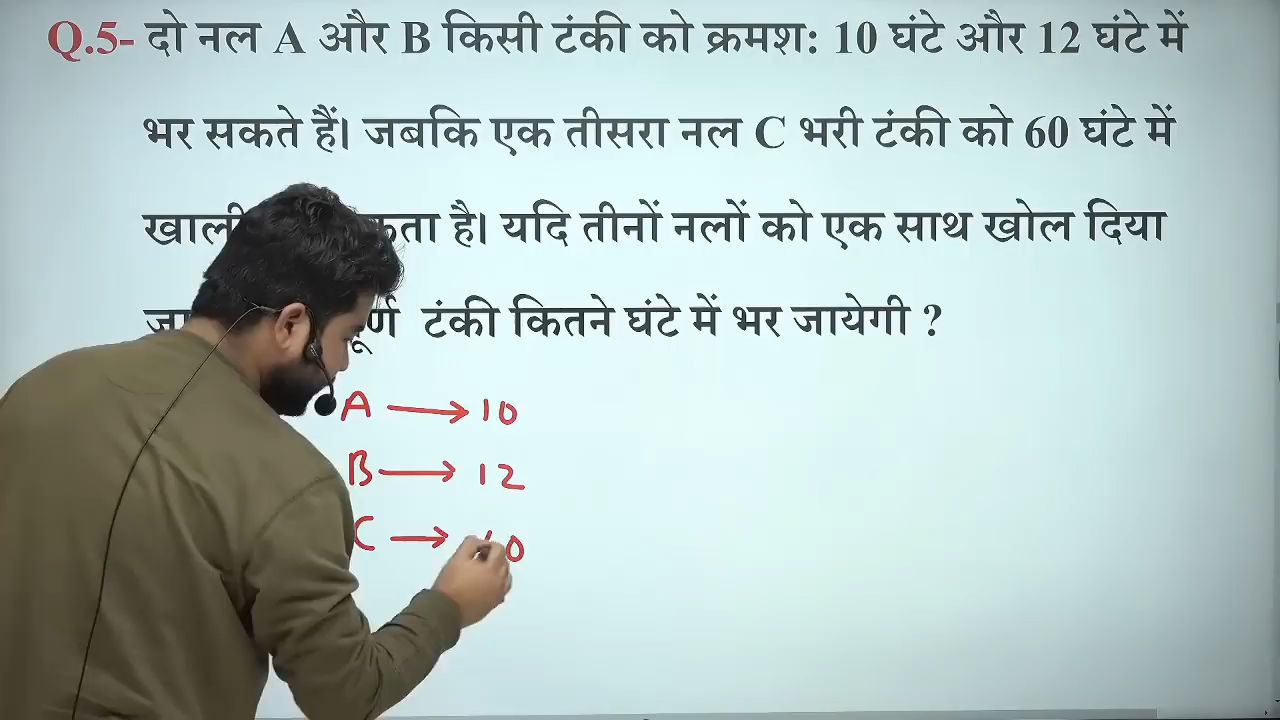 Q.5- दो नल A और B किसी टंकी को क्रमश: 10 घंटे और 12 घंटे में
भर सकते हैं। जबकि एक तीसरा नल C भरी टंकी को 60 घंटे में
है। यदि तीनों नलों को एक साथ खोल दिया
टंकी कितने घंटे में भर जायेगी ?
A → 10
B → 12
C →